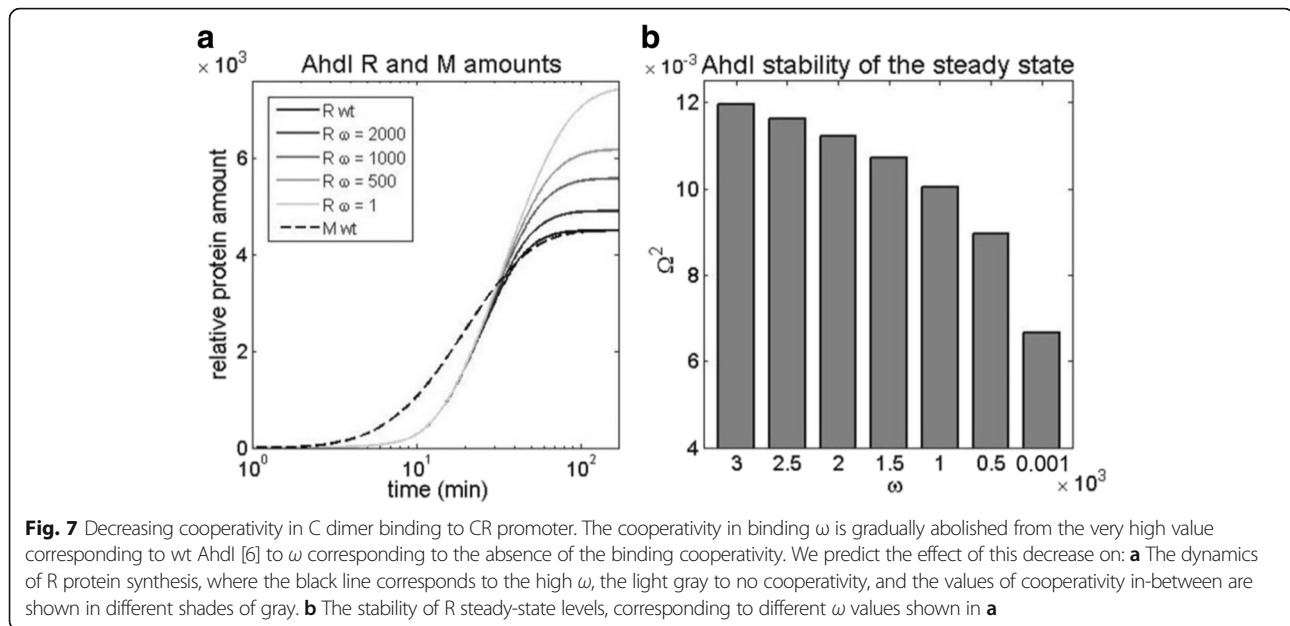 a
× 10³
AhdI R and M amounts
R wt
R ω = 2000
R ω = 1000
R ω = 500
R ω = 1
M wt
relative protein amount
6
4
2
0
10⁰
10¹
10²
time (min)
b
× 10⁻³
AhdI stability of the steady state
Ω²
12
10
8
6
4
3 2.5 2 1.5 1 0.5 0.001
ω
× 10³
Fig. 7 Decreasing cooperativity in C dimer binding to CR promoter. The cooperativity in binding ω is gradually abolished from the very high value
corresponding to wt AhdI [6] to ω corresponding to the absence of the binding cooperativity. We predict the effect of this decrease on: a The dynamics
of R protein synthesis, where the black line corresponds to the high ω, the light gray to no cooperativity, and the values of cooperativity in-between are
shown in different shades of gray. b The stability of R steady-state levels, corresponding to different ω values shown in a